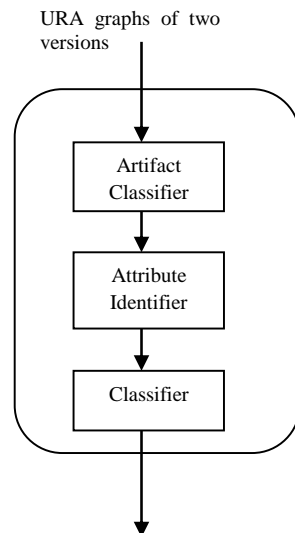 URA graphs of two
versions
Artifact
Classifier
Attribute
Identifier
Classifier